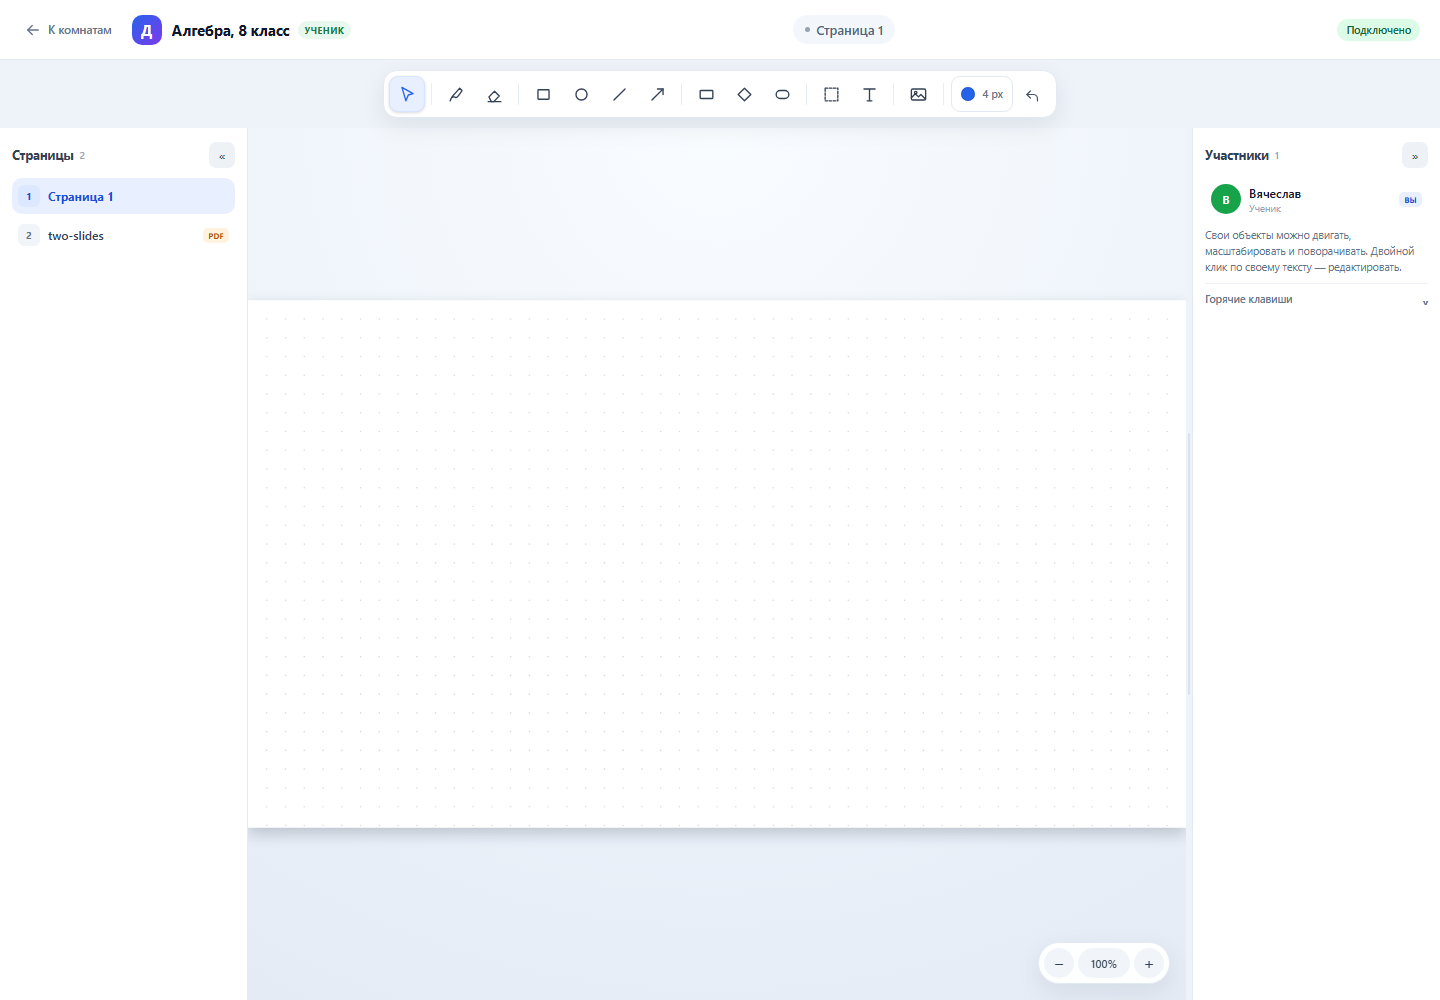 К комнатам
Д
Алгебра, 8 класс
УЧЕНИК
Страница 1
Подключено
4 px
Страницы 2
«
1 Страница 1
2 two-slides PDF
Участники 1
»
В
Вячеслав
Ученик
ВЫ
Свои объекты можно двигать,
масштабировать и поворачивать. Двойной
клик по своему тексту — редактировать.
Горячие клавиши
− 100% +